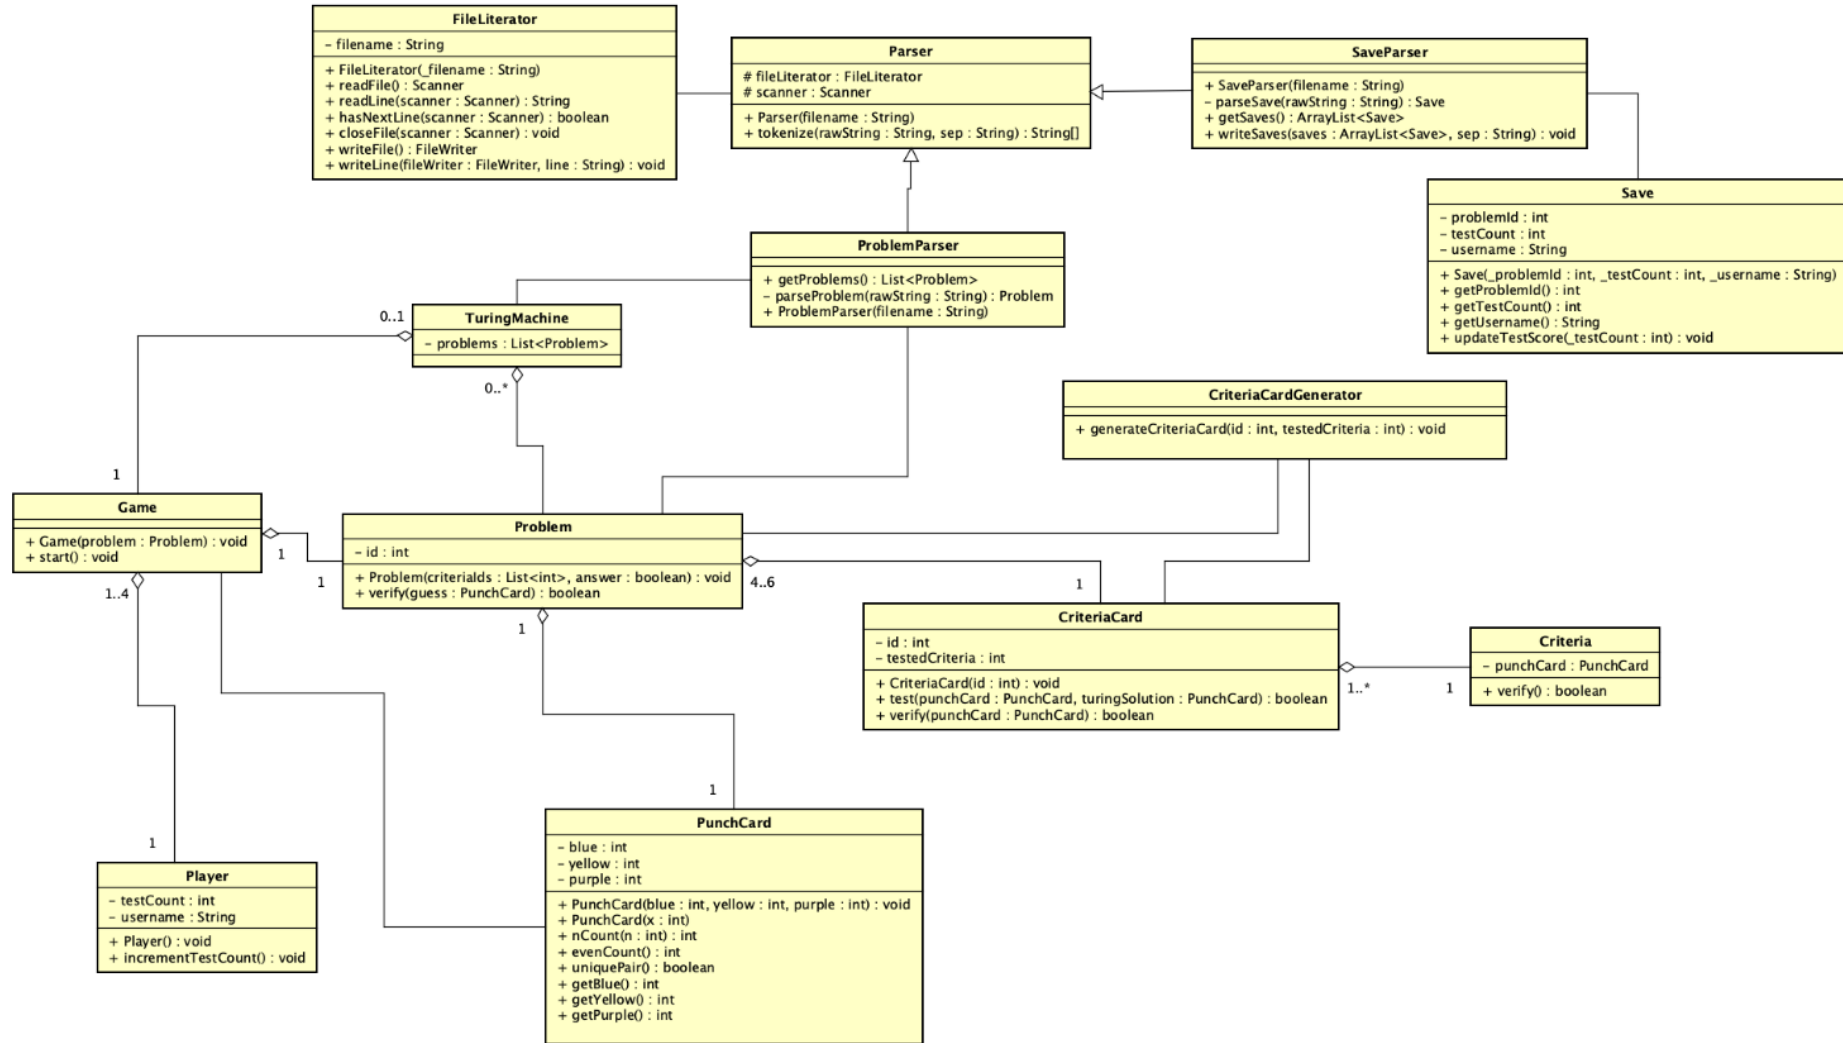 FileLiterator
– filename : String
+ FileLiterator(_filename : String)
+ readFile() : Scanner
+ readLine(scanner : Scanner) : String
+ hasNextLine(scanner : Scanner) : boolean
+ closeFile(scanner : Scanner) : void
+ writeFile() : FileWriter
+ writeLine(fileWriter : FileWriter, line : String) : void
Parser
# fileLiterator : FileLiterator
# scanner : Scanner
+ Parser(filename : String)
+ tokenize(rawString : String, sep : String) : String[]
SaveParser
+ SaveParser(filename : String)
– parseSave(rawString : String) : Save
+ getSaves() : ArrayList<Save>
+ writeSaves(saves : ArrayList<Save>, sep : String) : void
Save
– problemId : int
– testCount : int
– username : String
+ Save(_problemId : int, _testCount : int, _username : String)
+ getProblemId() : int
+ getTestCount() : int
+ getUsername() : String
+ updateTestScore(_testCount : int) : void
ProblemParser
+ getProblems() : List<Problem>
– parseProblem(rawString : String) : Problem
+ ProblemParser(filename : String)
0..1
TuringMachine
– problems : List<Problem>
0..*
CriteriaCardGenerator
+ generateCriteriaCard(id : int, testedCriteria : int) : void
1
Game
+ Game(problem : Problem) : void
+ start() : void
1
1
1..4
Problem
– id : int
+ Problem(criteriaIds : List<int>, answer : boolean) : void
+ verify(guess : PunchCard) : boolean
4..6
1
1
CriteriaCard
– id : int
– testedCriteria : int
+ CriteriaCard(id : int) : void
+ test(punchCard : PunchCard, turingSolution : PunchCard) : boolean
+ verify(punchCard : PunchCard) : boolean
1..*
1
Criteria
– punchCard : PunchCard
+ verify() : boolean
1
PunchCard
– blue : int
– yellow : int
– purple : int
+ PunchCard(blue : int, yellow : int, purple : int) : void
+ PunchCard(x : int)
+ nCount(n : int) : int
+ evenCount() : int
+ uniquePair() : boolean
+ getBlue() : int
+ getYellow() : int
+ getPurple() : int
1
Player
– testCount : int
– username : String
+ Player() : void
+ incrementTestCount() : void